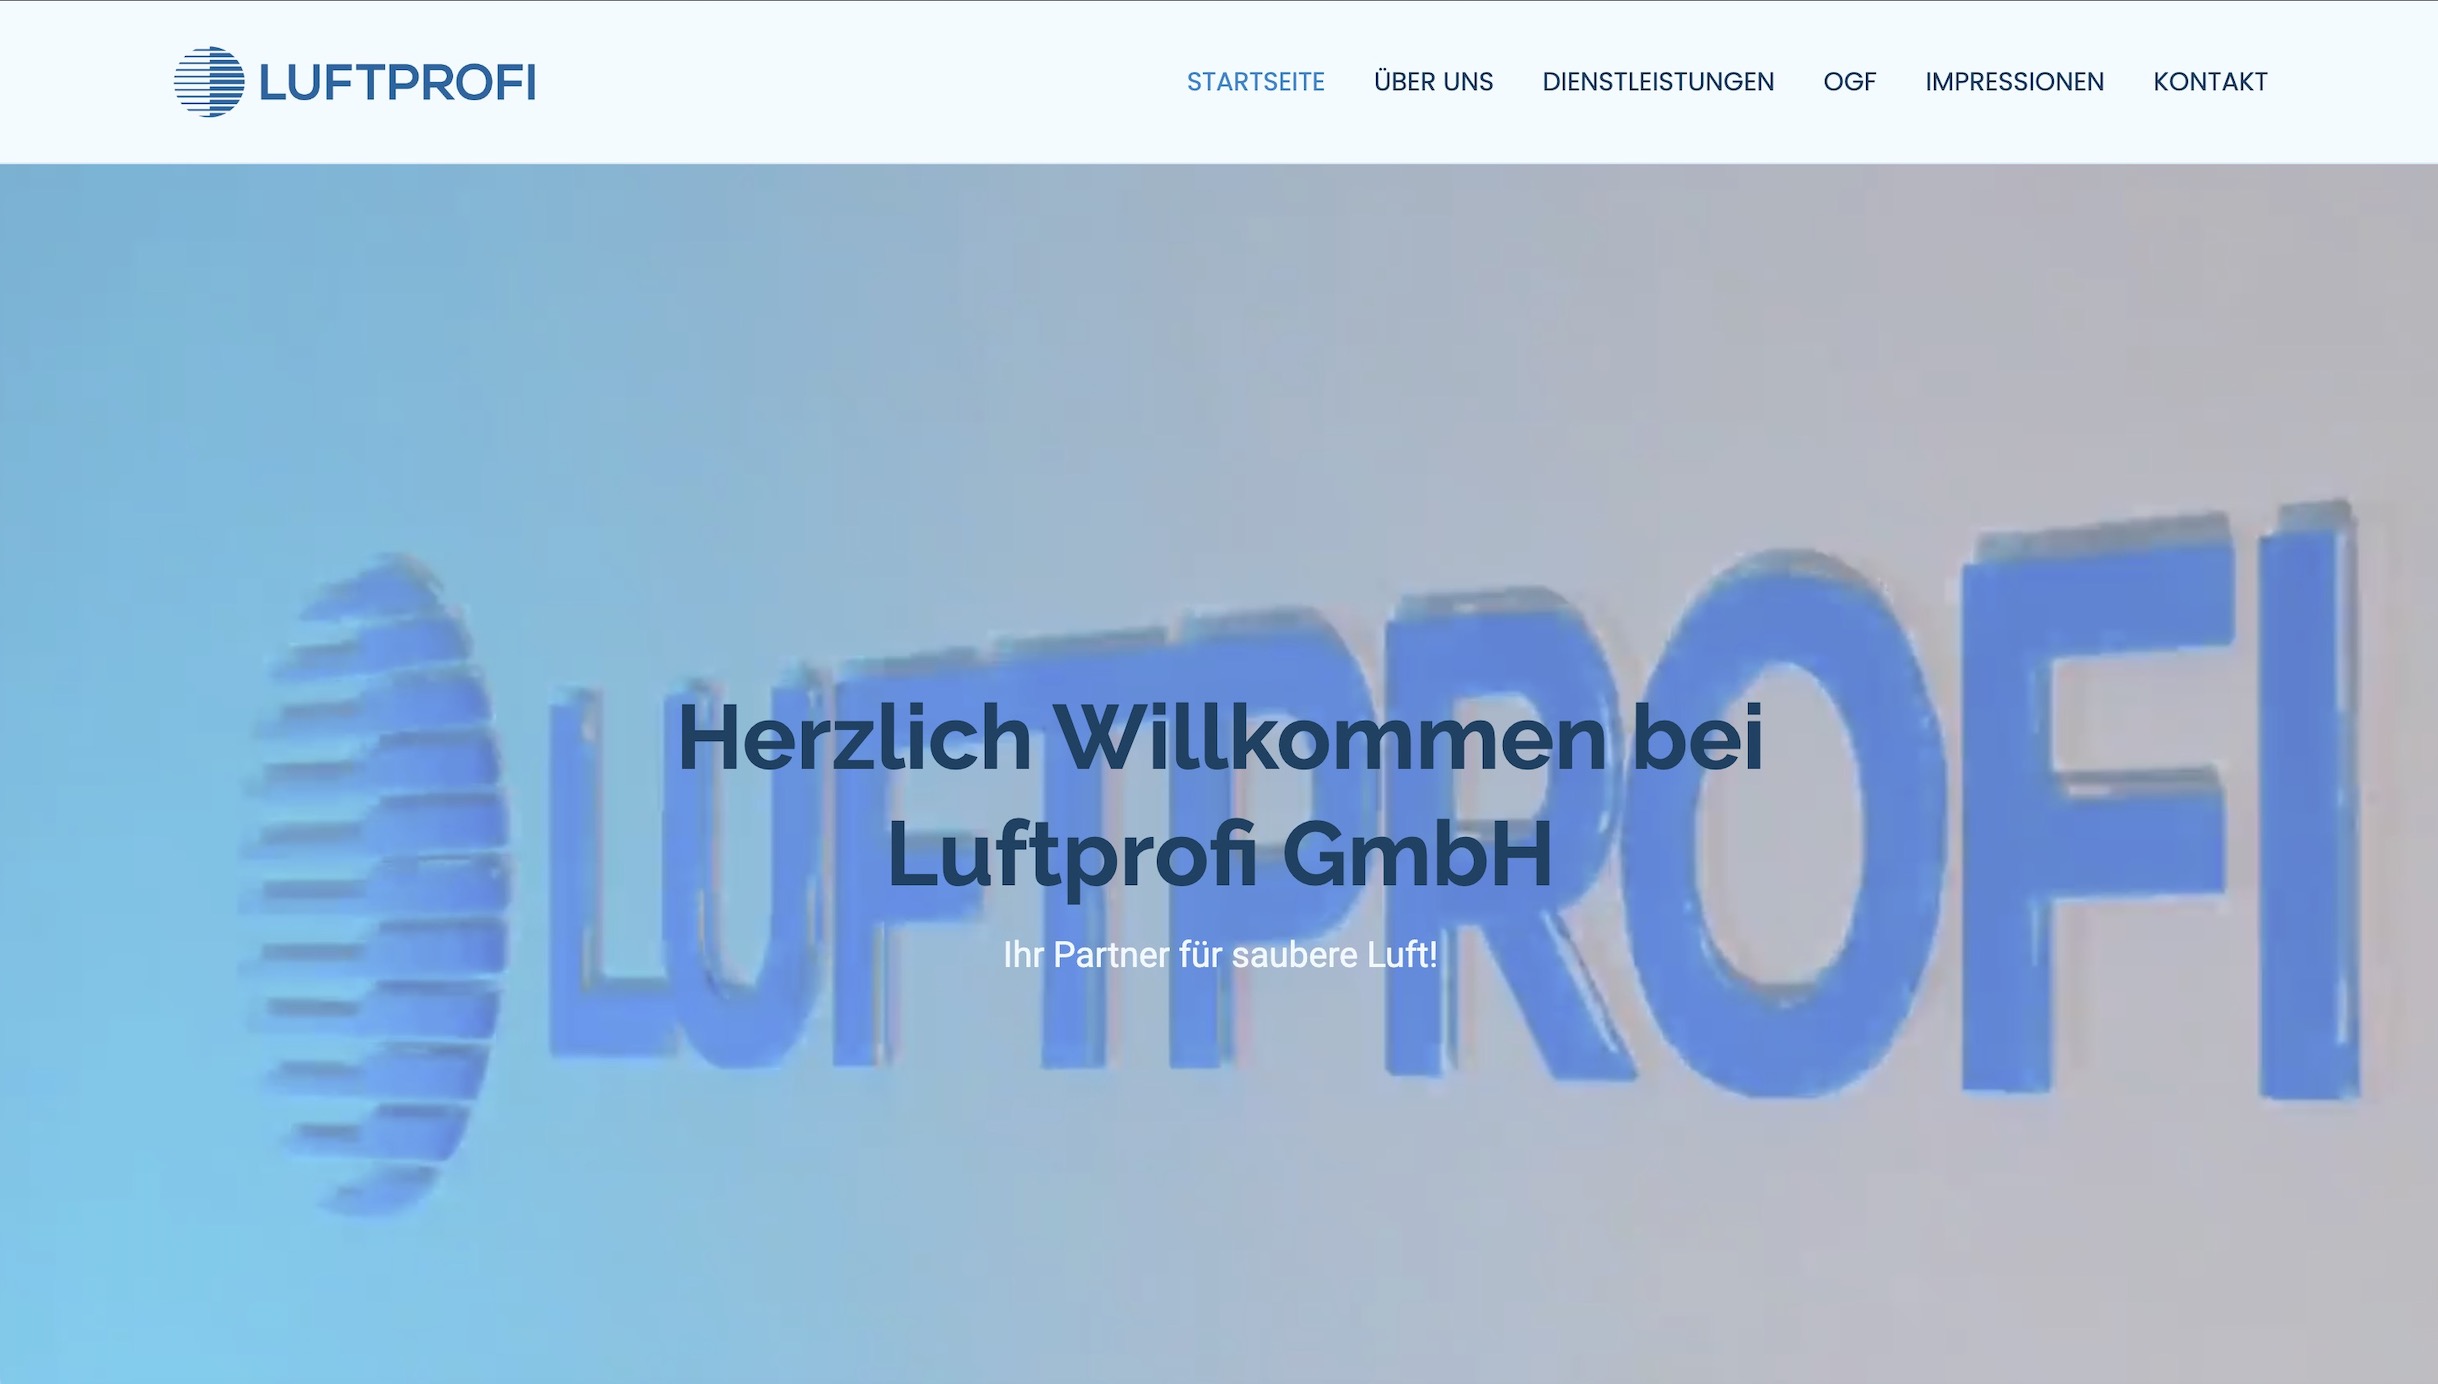 LUFTPROFI
STARTSEITE ÜBER UNS DIENSTLEISTUNGEN OGF IMPRESSIONEN KONTAKT
LUFTPROFI
Herzlich Willkommen bei
Luftprofi GmbH
Ihr Partner für saubere Luft!